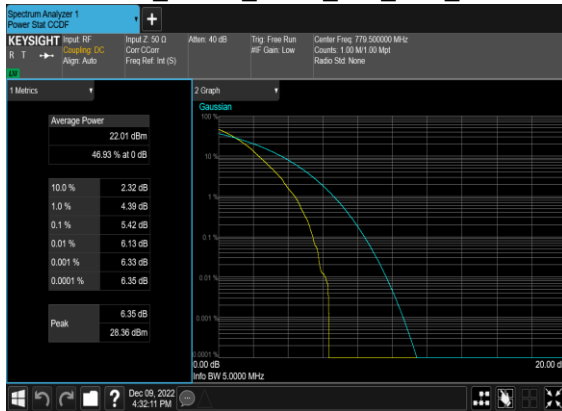 Spectrum Analyzer 1
Power Stat CCDF
KEYSIGHT
R T
LXI
Input: RF
Coupling: DC
Align: Auto
Input Z: 50 Ω
Corr CCorr
Freq Ref: Int (S)
Atten: 40 dB
Trig: Free Run
#IF Gain: Low
Center Freq: 779.500000 MHz
Counts: 1.00 M/1.00 Mpt
Radio Std: None
1 Metrics
Average Power
22.01 dBm
46.93 % at 0 dB
10.0 % 2.32 dB
1.0 % 4.39 dB
0.1 % 5.42 dB
0.01 % 6.13 dB
0.001 % 6.33 dB
0.0001 % 6.35 dB
Peak
6.35 dB
28.36 dBm
2 Graph
Gaussian
100 %
10 %
1 %
0.1 %
0.01 %
0.001 %
0.0001 %
0.00 dB
20.00 d
Info BW 5.0000 MHz
Dec 09, 2022
4:32:11 PM